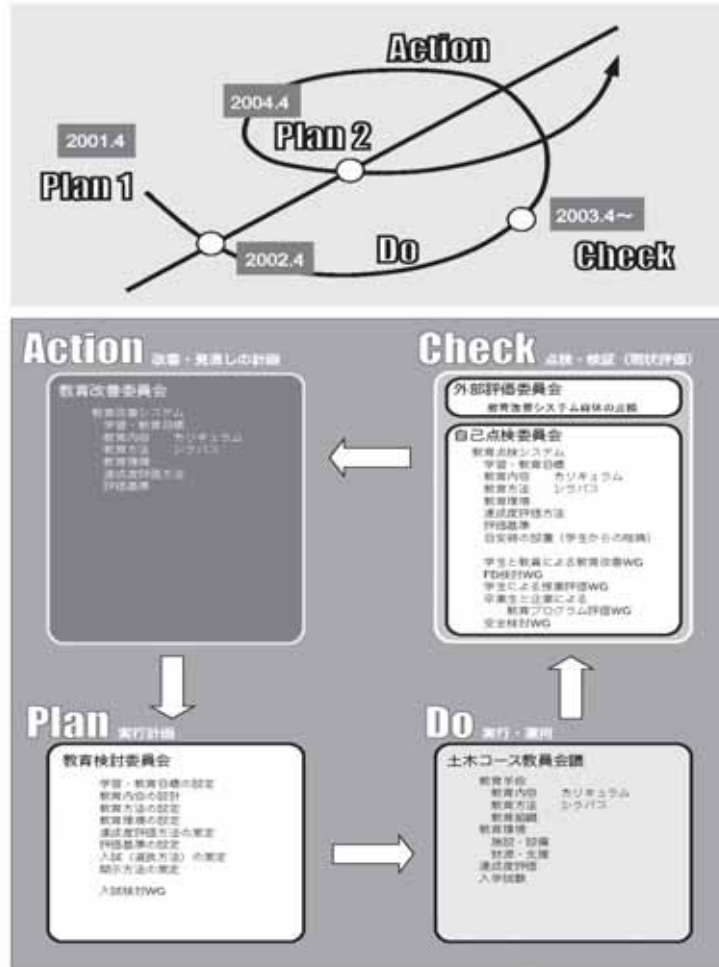 Action
2004.4
2001.4
Plan 2
Plan 1
2003.4～
Do
2002.4
Check
Action 改善・見直しの計画
教育改善委員会
教育改善システム
学習・教育目標
教育内容 カリキュラム
教育方法 シラバス
教育環境
達成度評価方法
評価基準
Check 点検・検証（現状評価）
外部評価委員会
教育改善システム自体の点検
自己点検委員会
教育点検システム
学習・教育目標
教育内容 カリキュラム
教育方法 シラバス
教育環境
達成度評価方法
評価基準
目安箱の設置（学生からの指摘）
学生と教員による教育改善WG
FD検討WG
学生による授業評価WG
卒業生と企業による
教育プログラム評価WG
安全検討WG
Plan 実行計画
教育検討委員会
学習・教育目標の設定
教育内容の設計
教育方法の設定
教育環境の設定
達成度評価方法の策定
評価基準の設定
入試（選抜方法）の策定
開示方法の策定
入試検討WG
Do 実行・運用
土木コース教員会議
教育手段
教育内容 カリキュラム
教育方法 シラバス
教育組織
教育環境
施設・設備
財源・支援
達成度評価
入学試験